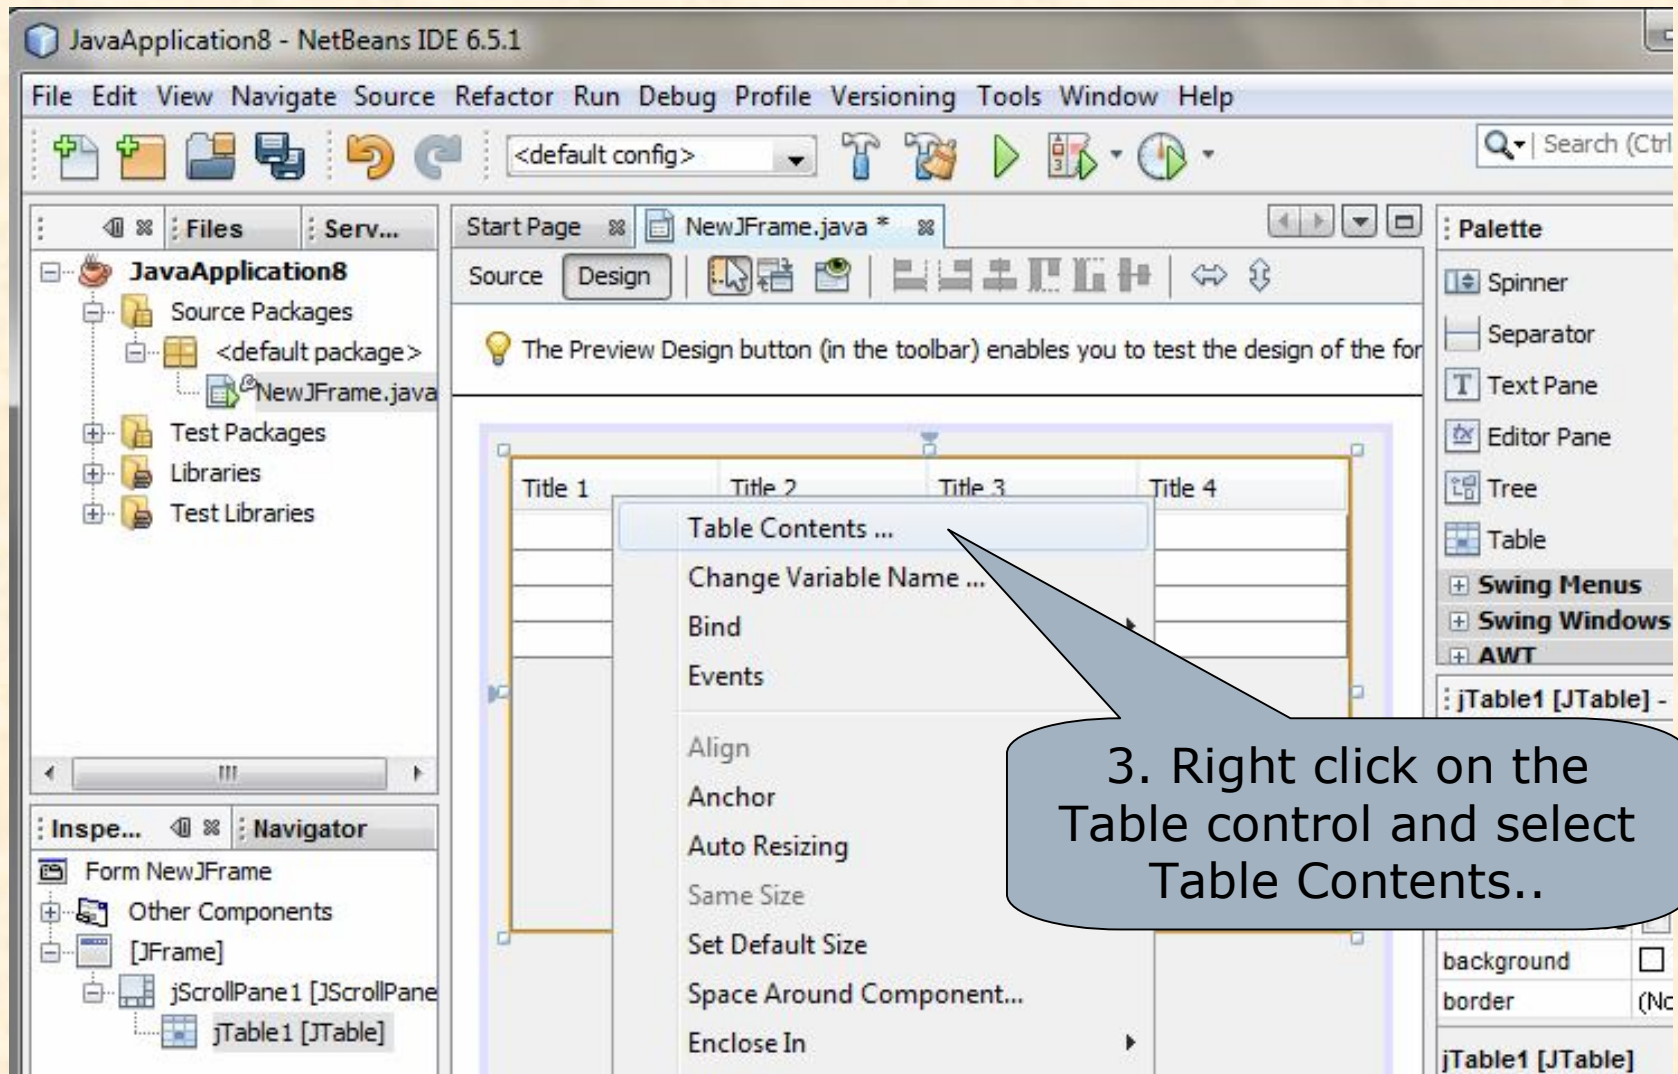 JavaApplication8 - NetBeans IDE 6.5.1
File Edit View Navigate Source Refactor Run Debug Profile Versioning Tools Window Help
<default config>
Search (Ctrl
Files
Serv...
JavaApplication8
Source Packages
<default package>
NewJFrame.java
Test Packages
Libraries
Test Libraries
Start Page
NewJFrame.java *
Source Design
The Preview Design button (in the toolbar) enables you to test the design of the for
Title 1 Title 2 Title 3 Title 4
Table Contents ...
Change Variable Name ...
Bind
Events
Align
Anchor
Auto Resizing
Same Size
Set Default Size
Space Around Component...
Enclose In
3. Right click on the
Table control and select
Table Contents..
Palette
Spinner
Separator
Text Pane
Editor Pane
Tree
Table
Swing Menus
Swing Windows
AWT
jTable1 [JTable] -
background
border (No
jTable1 [JTable]
Inspe... Navigator
Form NewJFrame
Other Components
[JFrame]
jScrollPane1 [JScrollPane
jTable1 [JTable]